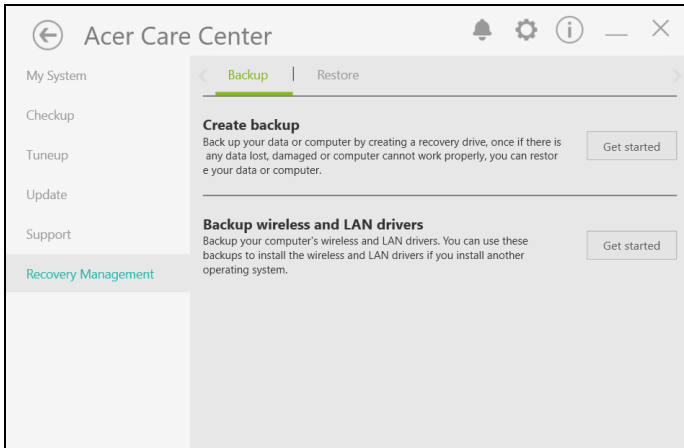 Acer Care Center
My System
Checkup
Tuneup
Update
Support
Recovery Management
Backup | Restore
Create backup
Back up your data or computer by creating a recovery drive, once if there is
any data lost, damaged or computer cannot work properly, you can restor
e your data or computer.
Get started
Backup wireless and LAN drivers
Backup your computer's wireless and LAN drivers. You can use these
backups to install the wireless and LAN drivers if you install another
operating system.
Get started